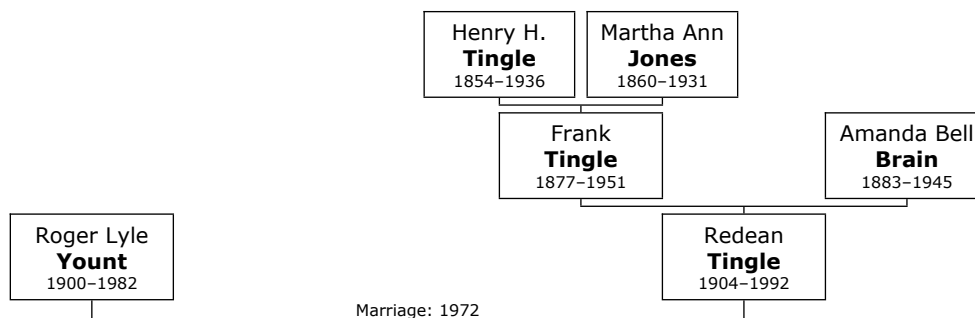 Henry H.
Tingle
1854–1936
Martha Ann
Jones
1860–1931
Frank
Tingle
1877–1951
Amanda Bell
Brain
1883–1945
Roger Lyle
Yount
1900–1982
Redean
Tingle
1904–1992
Marriage: 1972